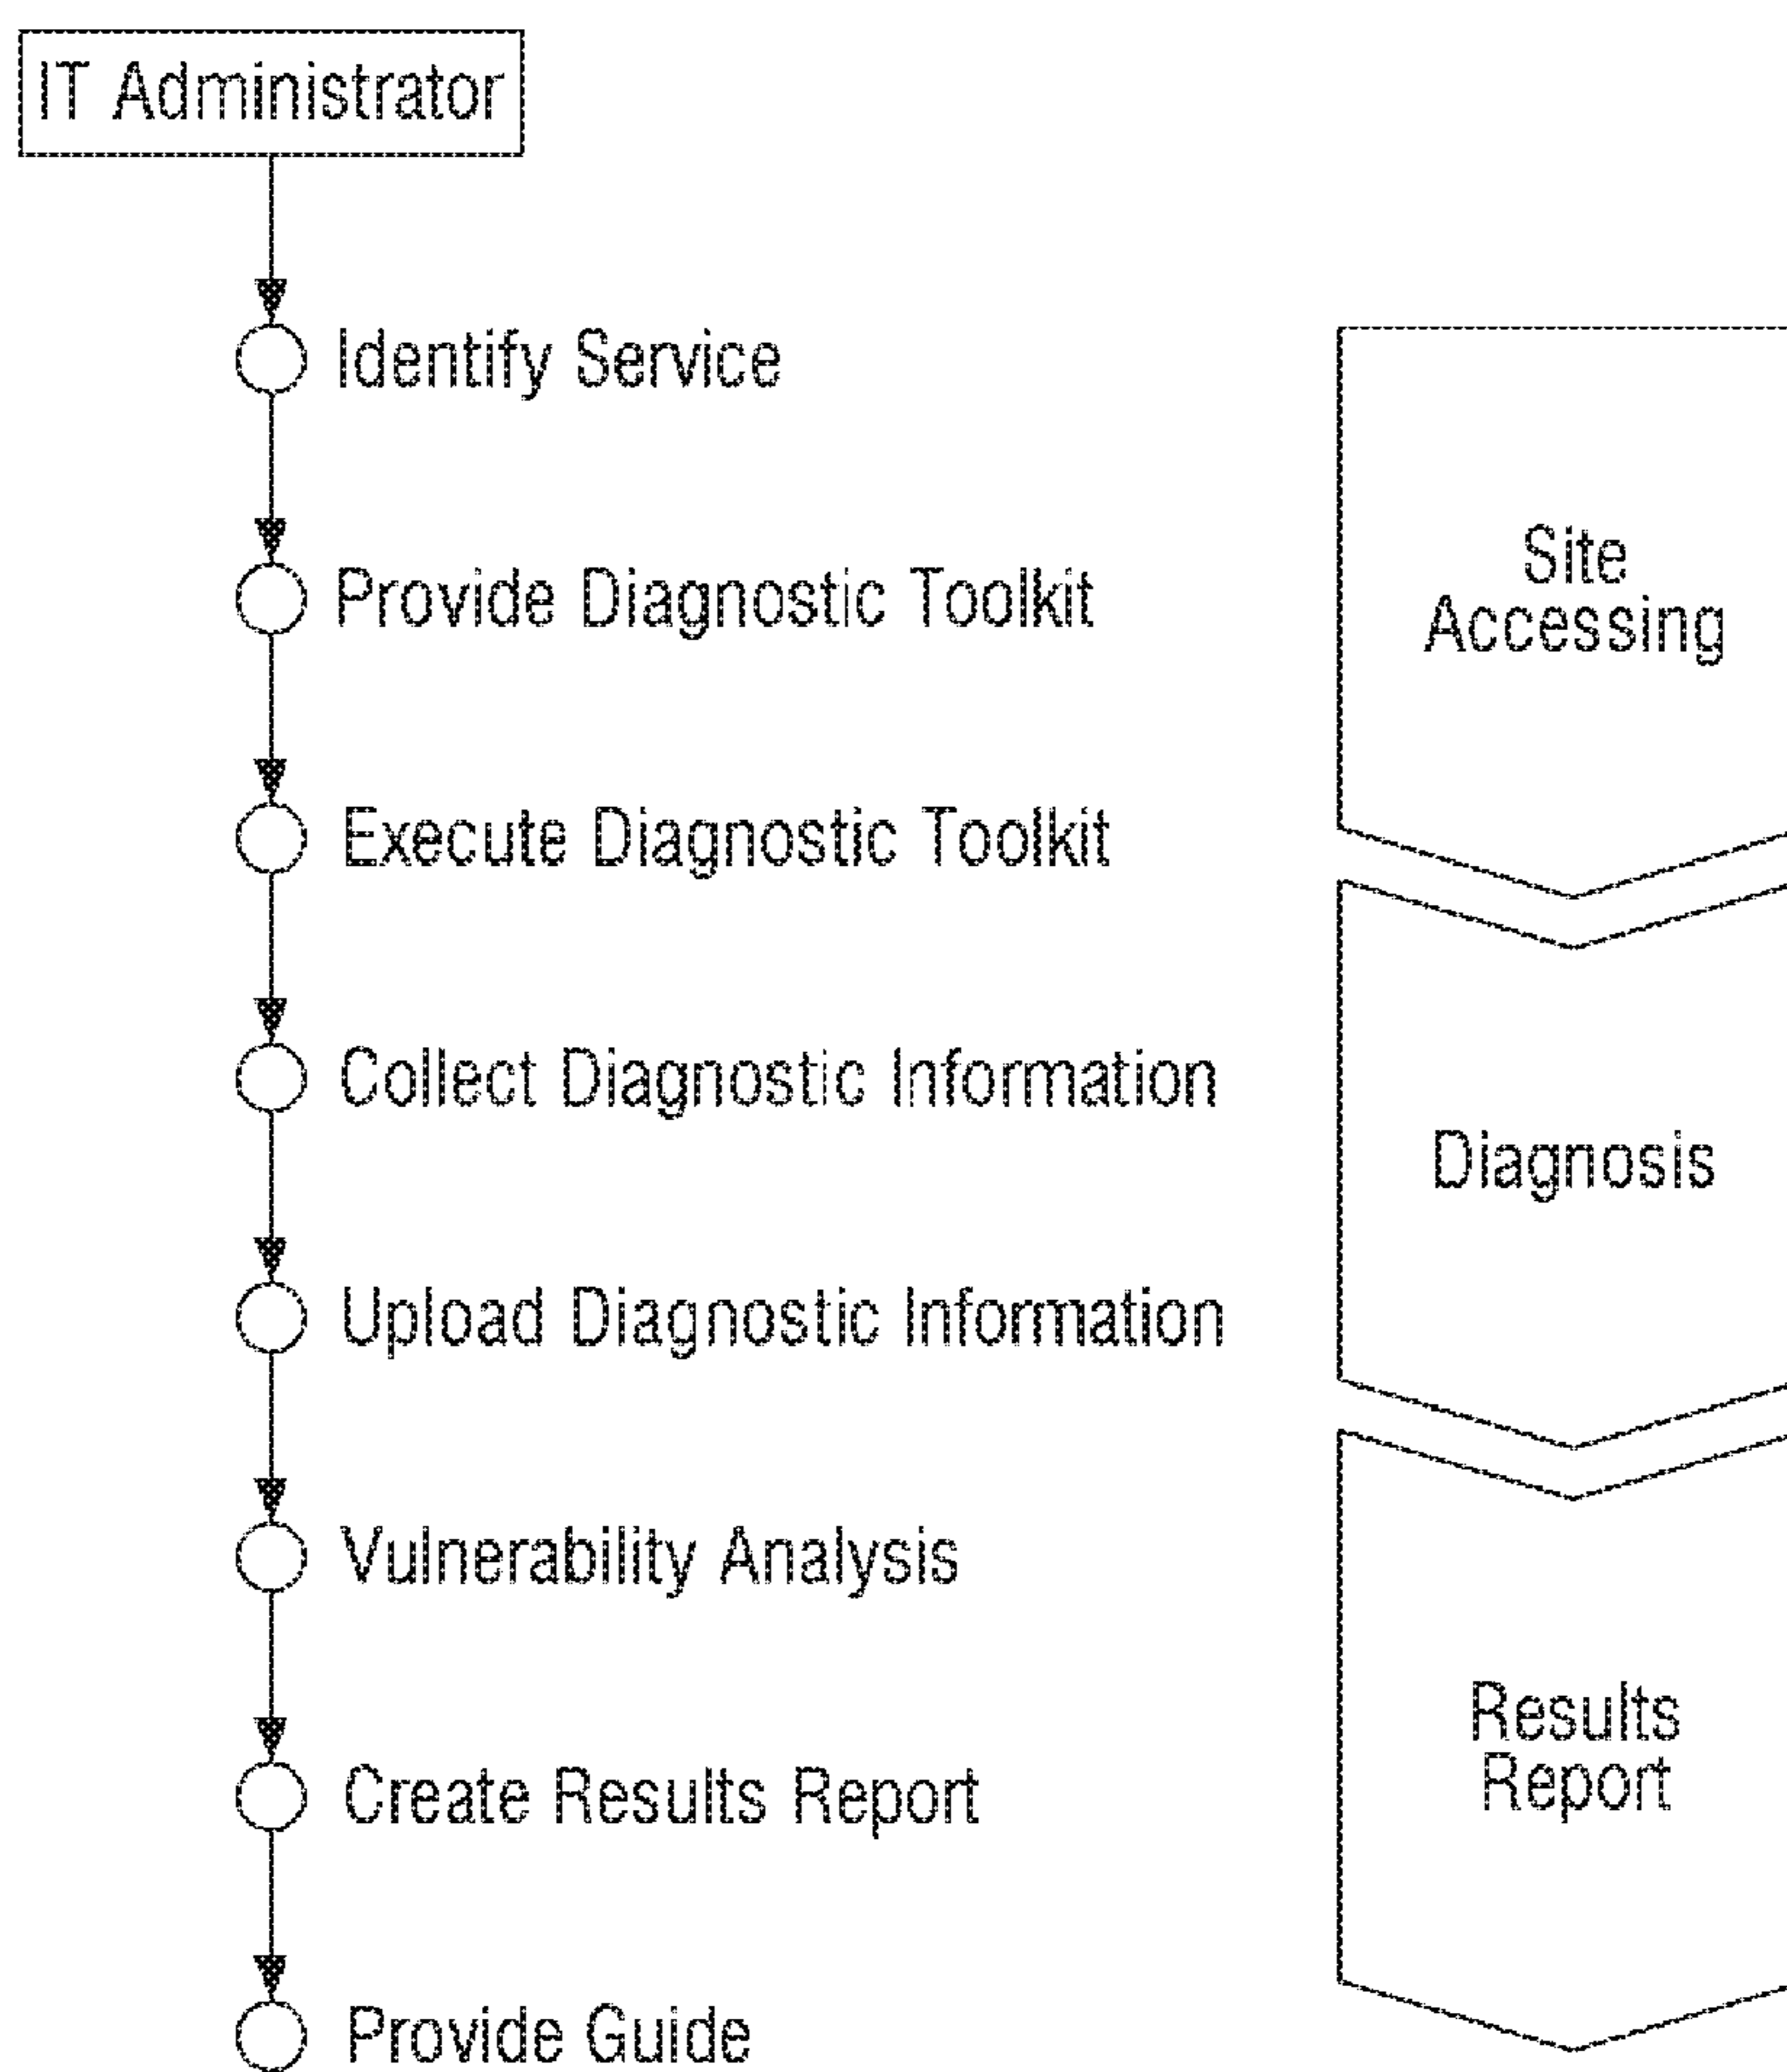 IT Administrator
Identify Service
Provide Diagnostic Toolkit
Execute Diagnostic Toolkit
Collect Diagnostic Information
Upload Diagnostic Information
Vulnerability Analysis
Create Results Report
Provide Guide
Site
Accessing
Diagnosis
Results
Report